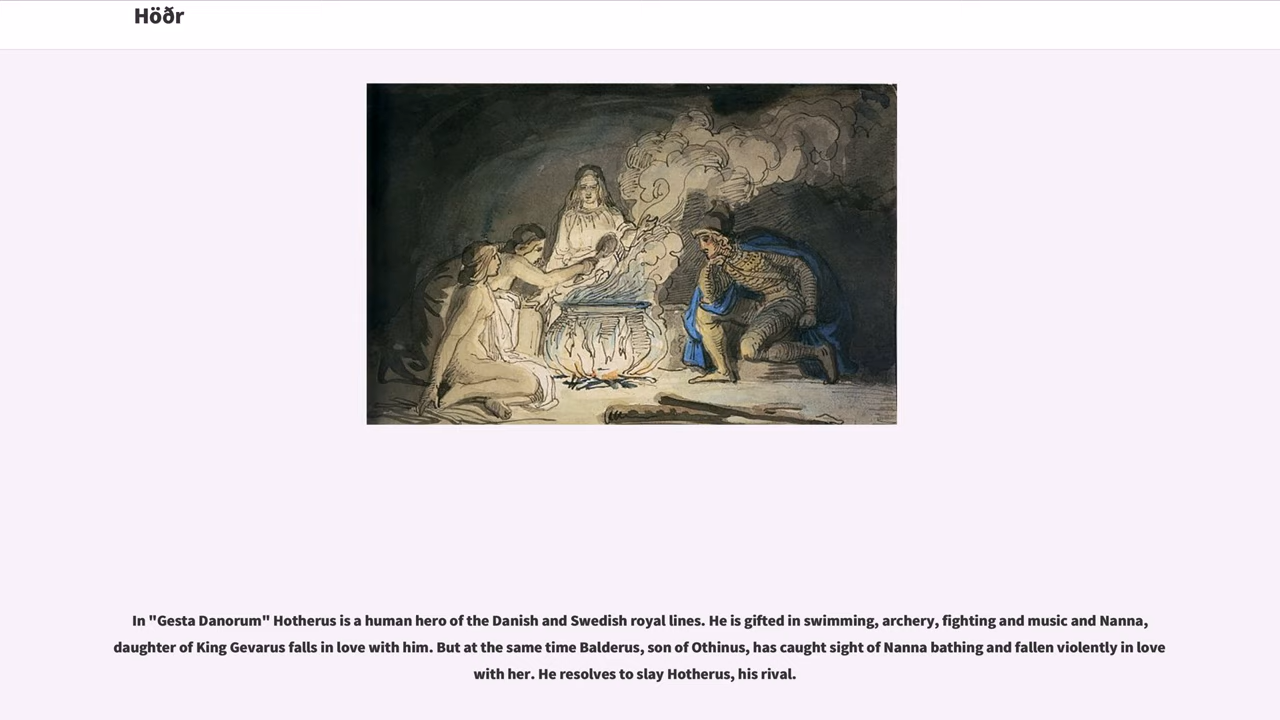 Höðr
In "Gesta Danorum" Hotherus is a human hero of the Danish and Swedish royal lines. He is gifted in swimming, archery, fighting and music and Nanna,
daughter of King Gevarus falls in love with him. But at the same time Balderus, son of Othinus, has caught sight of Nanna bathing and fallen violently in love
with her. He resolves to slay Hotherus, his rival.